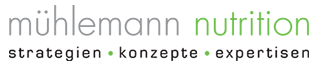 mühlemann nutrition
strategien • konzepte • expertisen